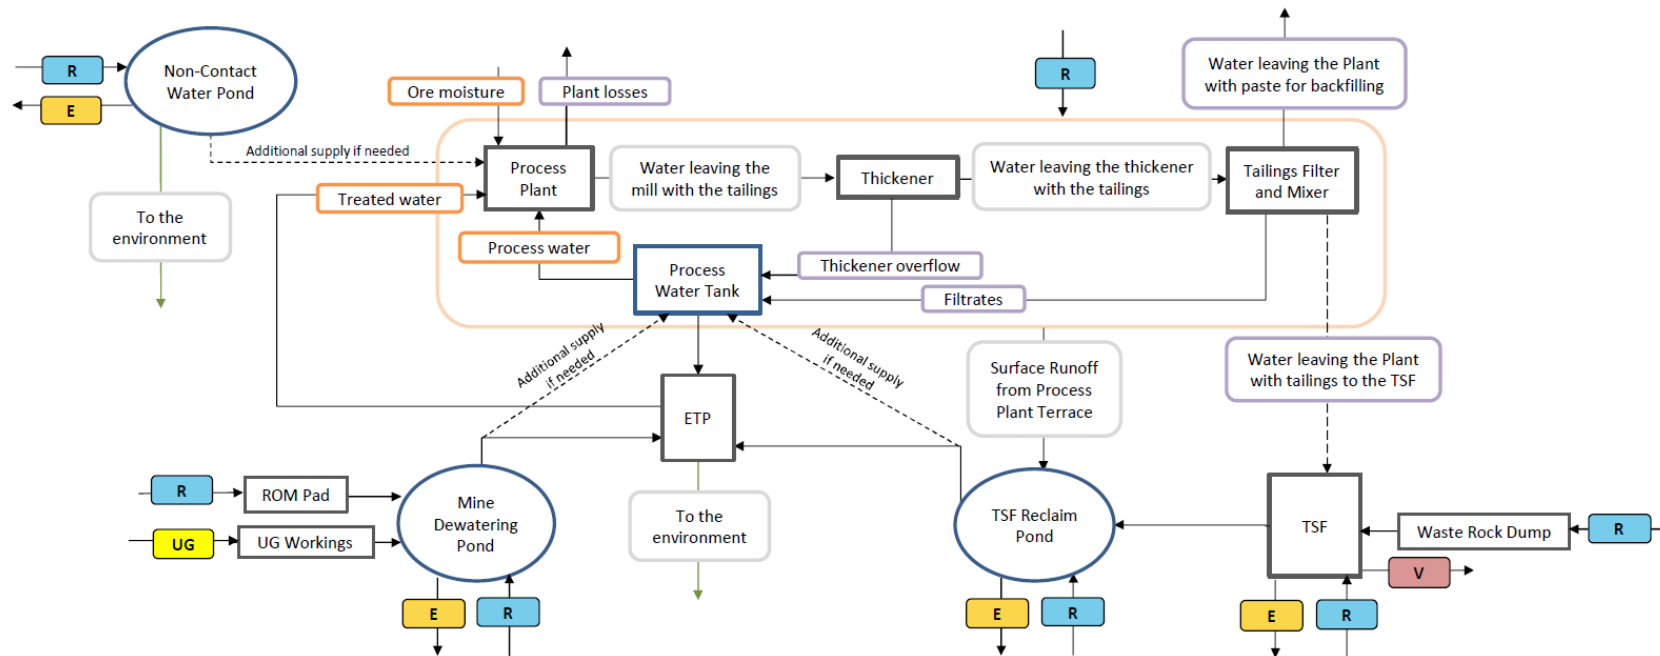 R
Non-Contact
Water Pond
E
Ore moisture
Plant losses
R
Water leaving the Plant
with paste for backfilling
Additional supply if needed
Process
Plant
Water leaving the
mill with the tailings
Thickener
Water leaving the thickener
with the tailings
Tailings Filter
and Mixer
Treated water
To the
environment
Process water
Process
Water Tank
Thickener overflow
Filtrates
Additional supply
if needed
Additional supply
if needed
Surface Runoff
from Process
Plant Terrace
Water leaving the Plant
with tailings to the TSF
ETP
R
ROM Pad
UG
UG Workings
Mine
Dewatering
Pond
To the
environment
TSF Reclaim
Pond
TSF
Waste Rock Dump
R
V
E
R
E
R
E
R